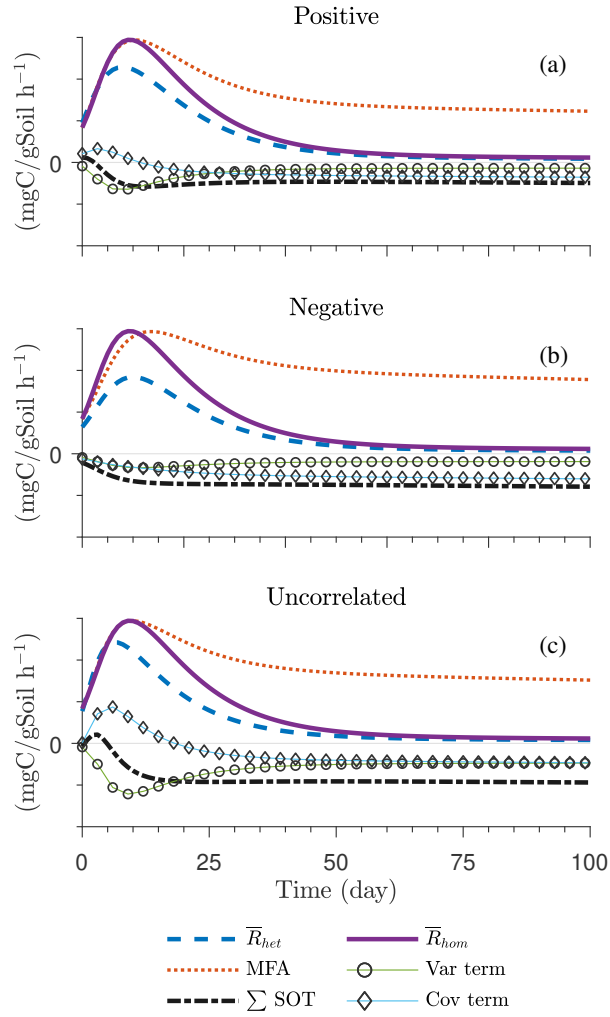 Positive
(a)
0
(mgC/gSoil h⁻¹)
Negative
(b)
0
(mgC/gSoil h⁻¹)
Uncorrelated
(c)
0
(mgC/gSoil h⁻¹)
0 25 50 75 100
Time (day)
R̅het R̅hom
MFA Var term
∑ SOT Cov term